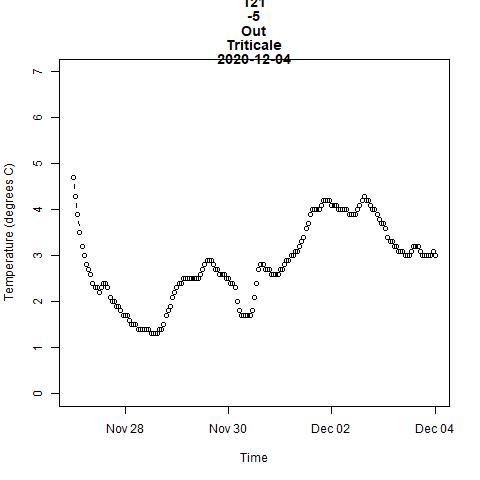 121
-5
Out
Triticale
2020-12-04
Temperature (degrees C)
7
6
5
4
3
2
1
0
Nov 28 Nov 30 Dec 02 Dec 04
Time